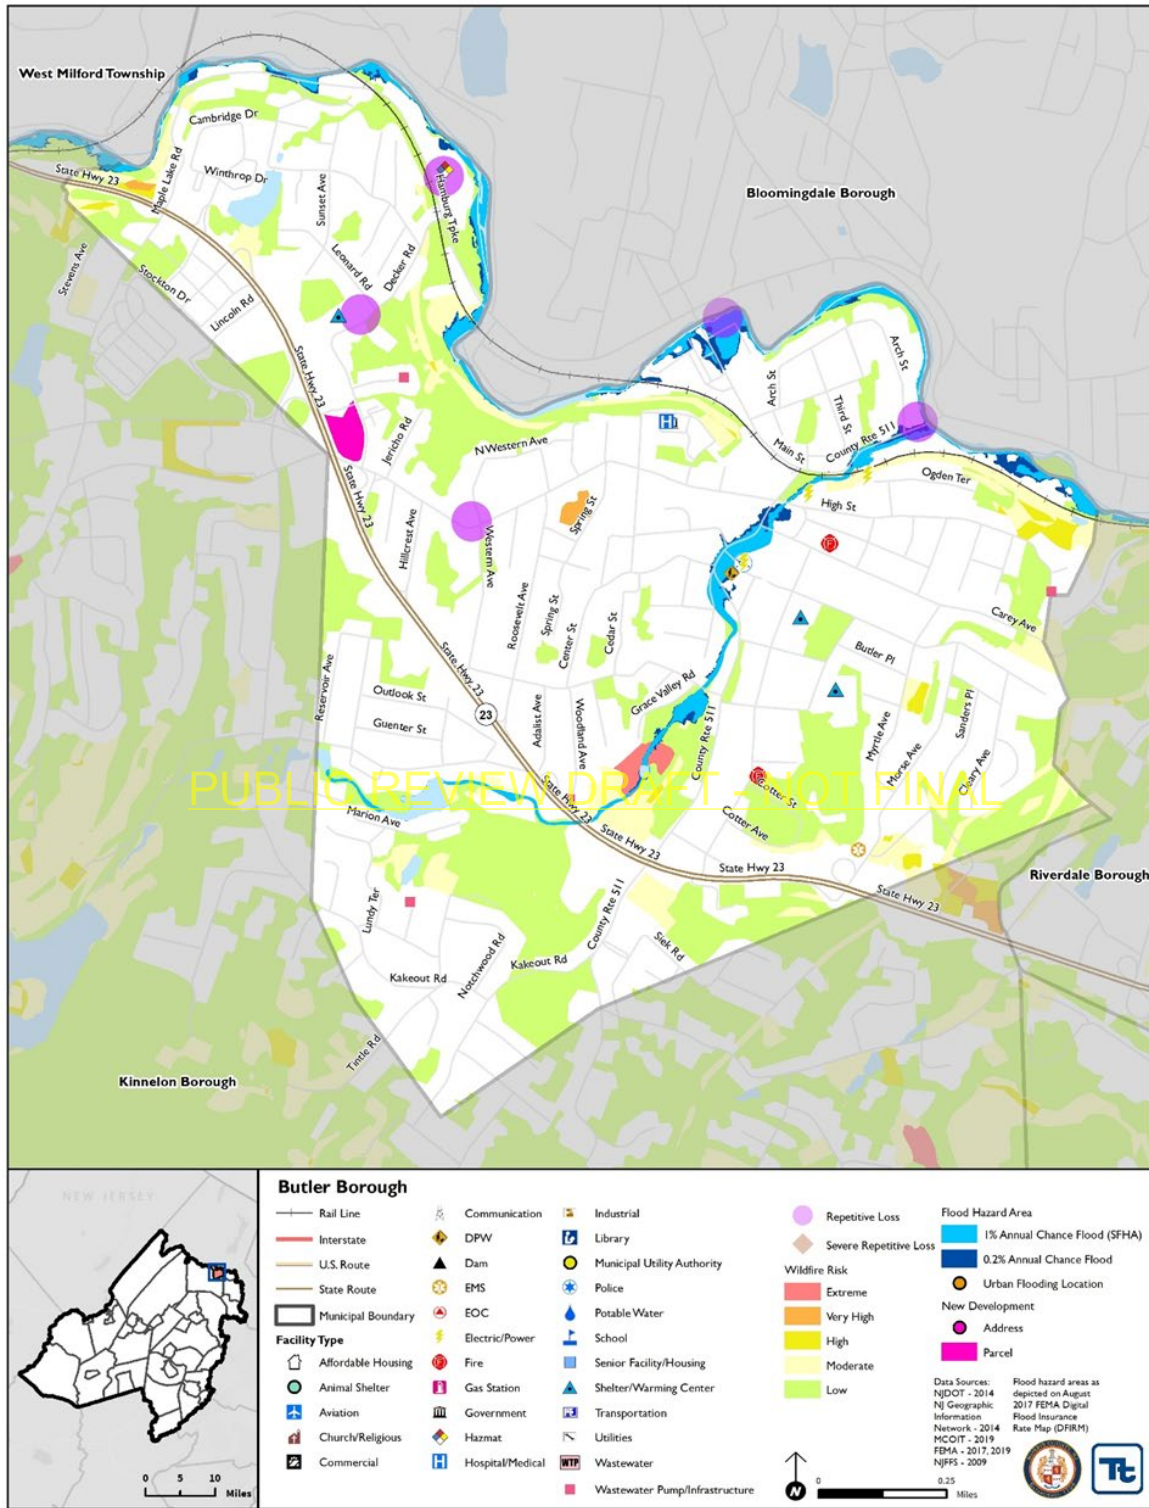 West Milford Township
Cambridge Dr
State Hwy 23
Maple Lake Rd
Winthrop Dr
Sunset Ave
Hamburg Tpke
Bloomingdale Borough
Stevens Ave
Stockton Dr
Lincoln Rd
Leonard Rd
Decker Rd
State Hwy 23
Arch St
Arch St
Third St
County Rte 511
Main St
Jericho Rd
N Western Ave
Ogden Ter
State Hwy 23
Spring St
High St
Hillcrest Ave
Western Ave
Roosevelt Ave
Spring St
Center St
Cedar St
Carey Ave
Butler Pl
Reservoir Ave
State Hwy 23
Outlook St
Guenter St
23
Adalist Ave
Woodland Ave
Grace Valley Rd
County Rte 511
Myrtle Ave
Morse Ave
Sanders Pl
Cleary Ave
PUBLIC REVIEW DRAFT - NOT FINAL
Marion Ave
State Hwy 23
State Hwy 23
Cotter St
Cotter Ave
State Hwy 23
State Hwy 23
Riverdale Borough
Lundy Ter
County Rte 511
Siek Rd
Kakeout Rd
Kakeout Rd
Notchwood Rd
Tintle Rd
Kinnelon Borough
NEW JERSEY
0 5 10
Miles
Butler Borough
Rail Line
Interstate
U.S. Route
State Route
Municipal Boundary
Facility Type
Affordable Housing
Animal Shelter
Aviation
Church/Religious
Commercial
Communication
DPW
Dam
EMS
EOC
Electric/Power
Fire
Gas Station
Government
Hazmat
Hospital/Medical
Industrial
Library
Municipal Utility Authority
Police
Potable Water
School
Senior Facility/Housing
Shelter/Warming Center
Transportation
Utilities
WTP Wastewater
Wastewater Pump/Infrastructure
Repetitive Loss
Severe Repetitive Loss
Wildfire Risk
Extreme
Very High
High
Moderate
Low
Flood Hazard Area
1% Annual Chance Flood (SFHA)
0.2% Annual Chance Flood
Urban Flooding Location
New Development
Address
Parcel
Data Sources:
NJDOT - 2014
NJ Geographic
Information
Network - 2014
MCOIT - 2019
FEMA - 2017, 2019
NJFFS - 2009
Flood hazard areas as
depicted on August
2017 FEMA Digital
Flood Insurance
Rate Map (DFIRM)
N
0 0.25
Miles
Tt